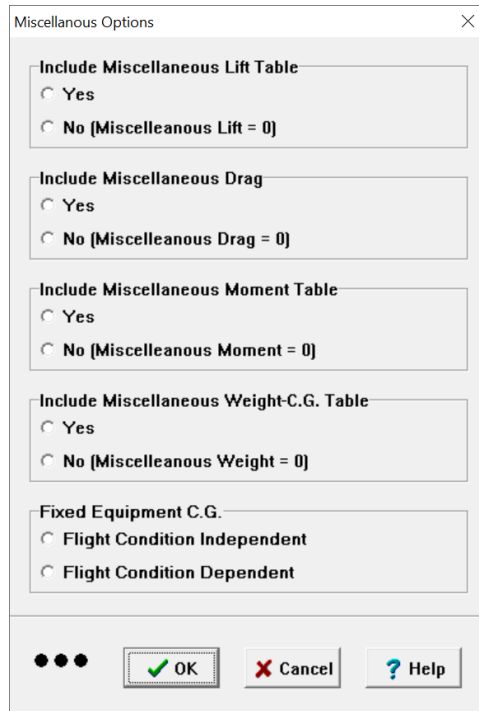 Miscellanous Options
Include Miscellaneous Lift Table
Yes
No (Miscelleanous Lift = 0)
Include Miscellaneous Drag
Yes
No (Miscelleanous Drag = 0)
Include Miscellaneous Moment Table
Yes
No (Miscelleanous Moment = 0)
Include Miscellaneous Weight-C.G. Table
Yes
No (Miscelleanous Weight = 0)
Fixed Equipment C.G.
Flight Condition Independent
Flight Condition Dependent
OK Cancel ? Help